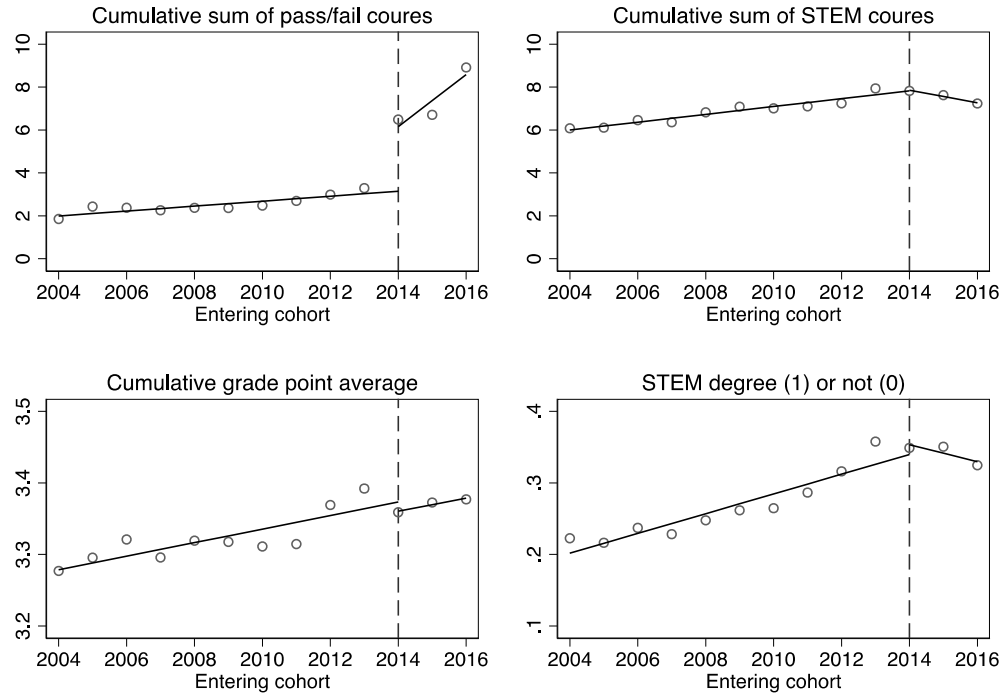 Cumulative sum of pass/fail coures
10
8
6
4
2
0
2004 2006 2008 2010 2012 2014 2016
Entering cohort
Cumulative sum of STEM coures
10
8
6
4
2
0
2004 2006 2008 2010 2012 2014 2016
Entering cohort
Cumulative grade point average
3.5
3.4
3.3
3.2
2004 2006 2008 2010 2012 2014 2016
Entering cohort
STEM degree (1) or not (0)
.4
.3
.2
.1
2004 2006 2008 2010 2012 2014 2016
Entering cohort